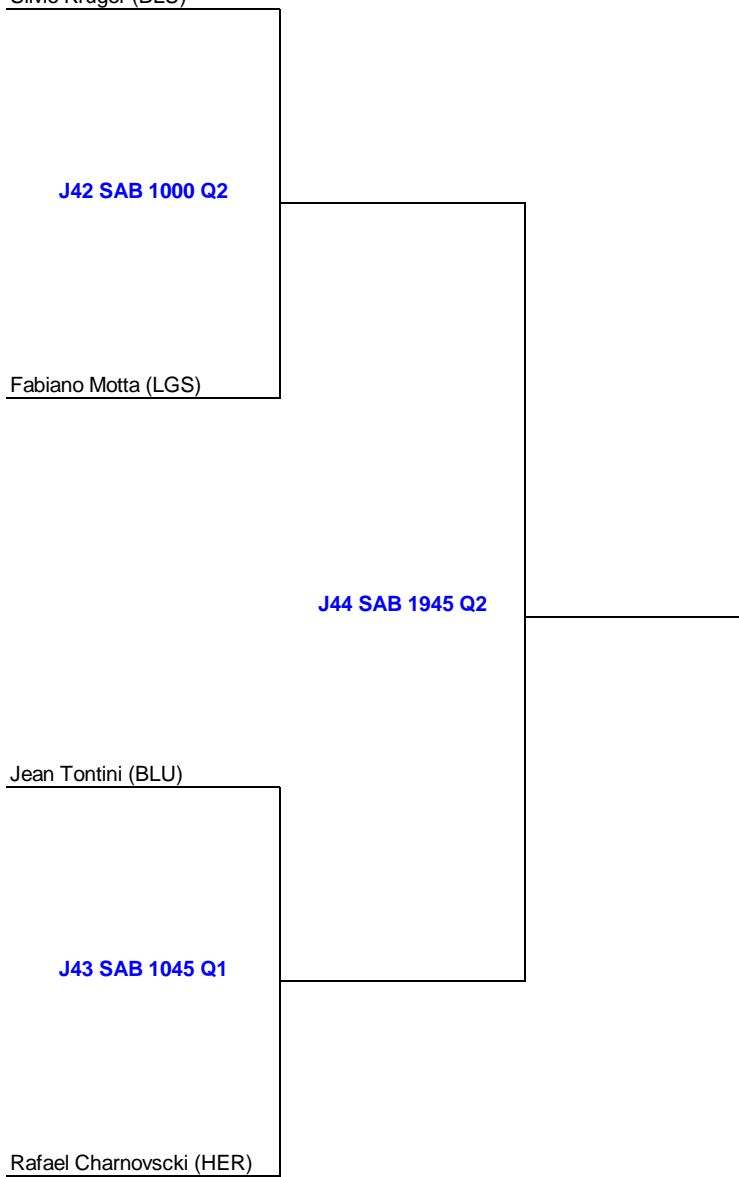 J42 SAB 1000 Q2
Fabiano Motta (LGS)
J44 SAB 1945 Q2
Jean Tontini (BLU)
J43 SAB 1045 Q1
Rafael Charnovscki (HER)